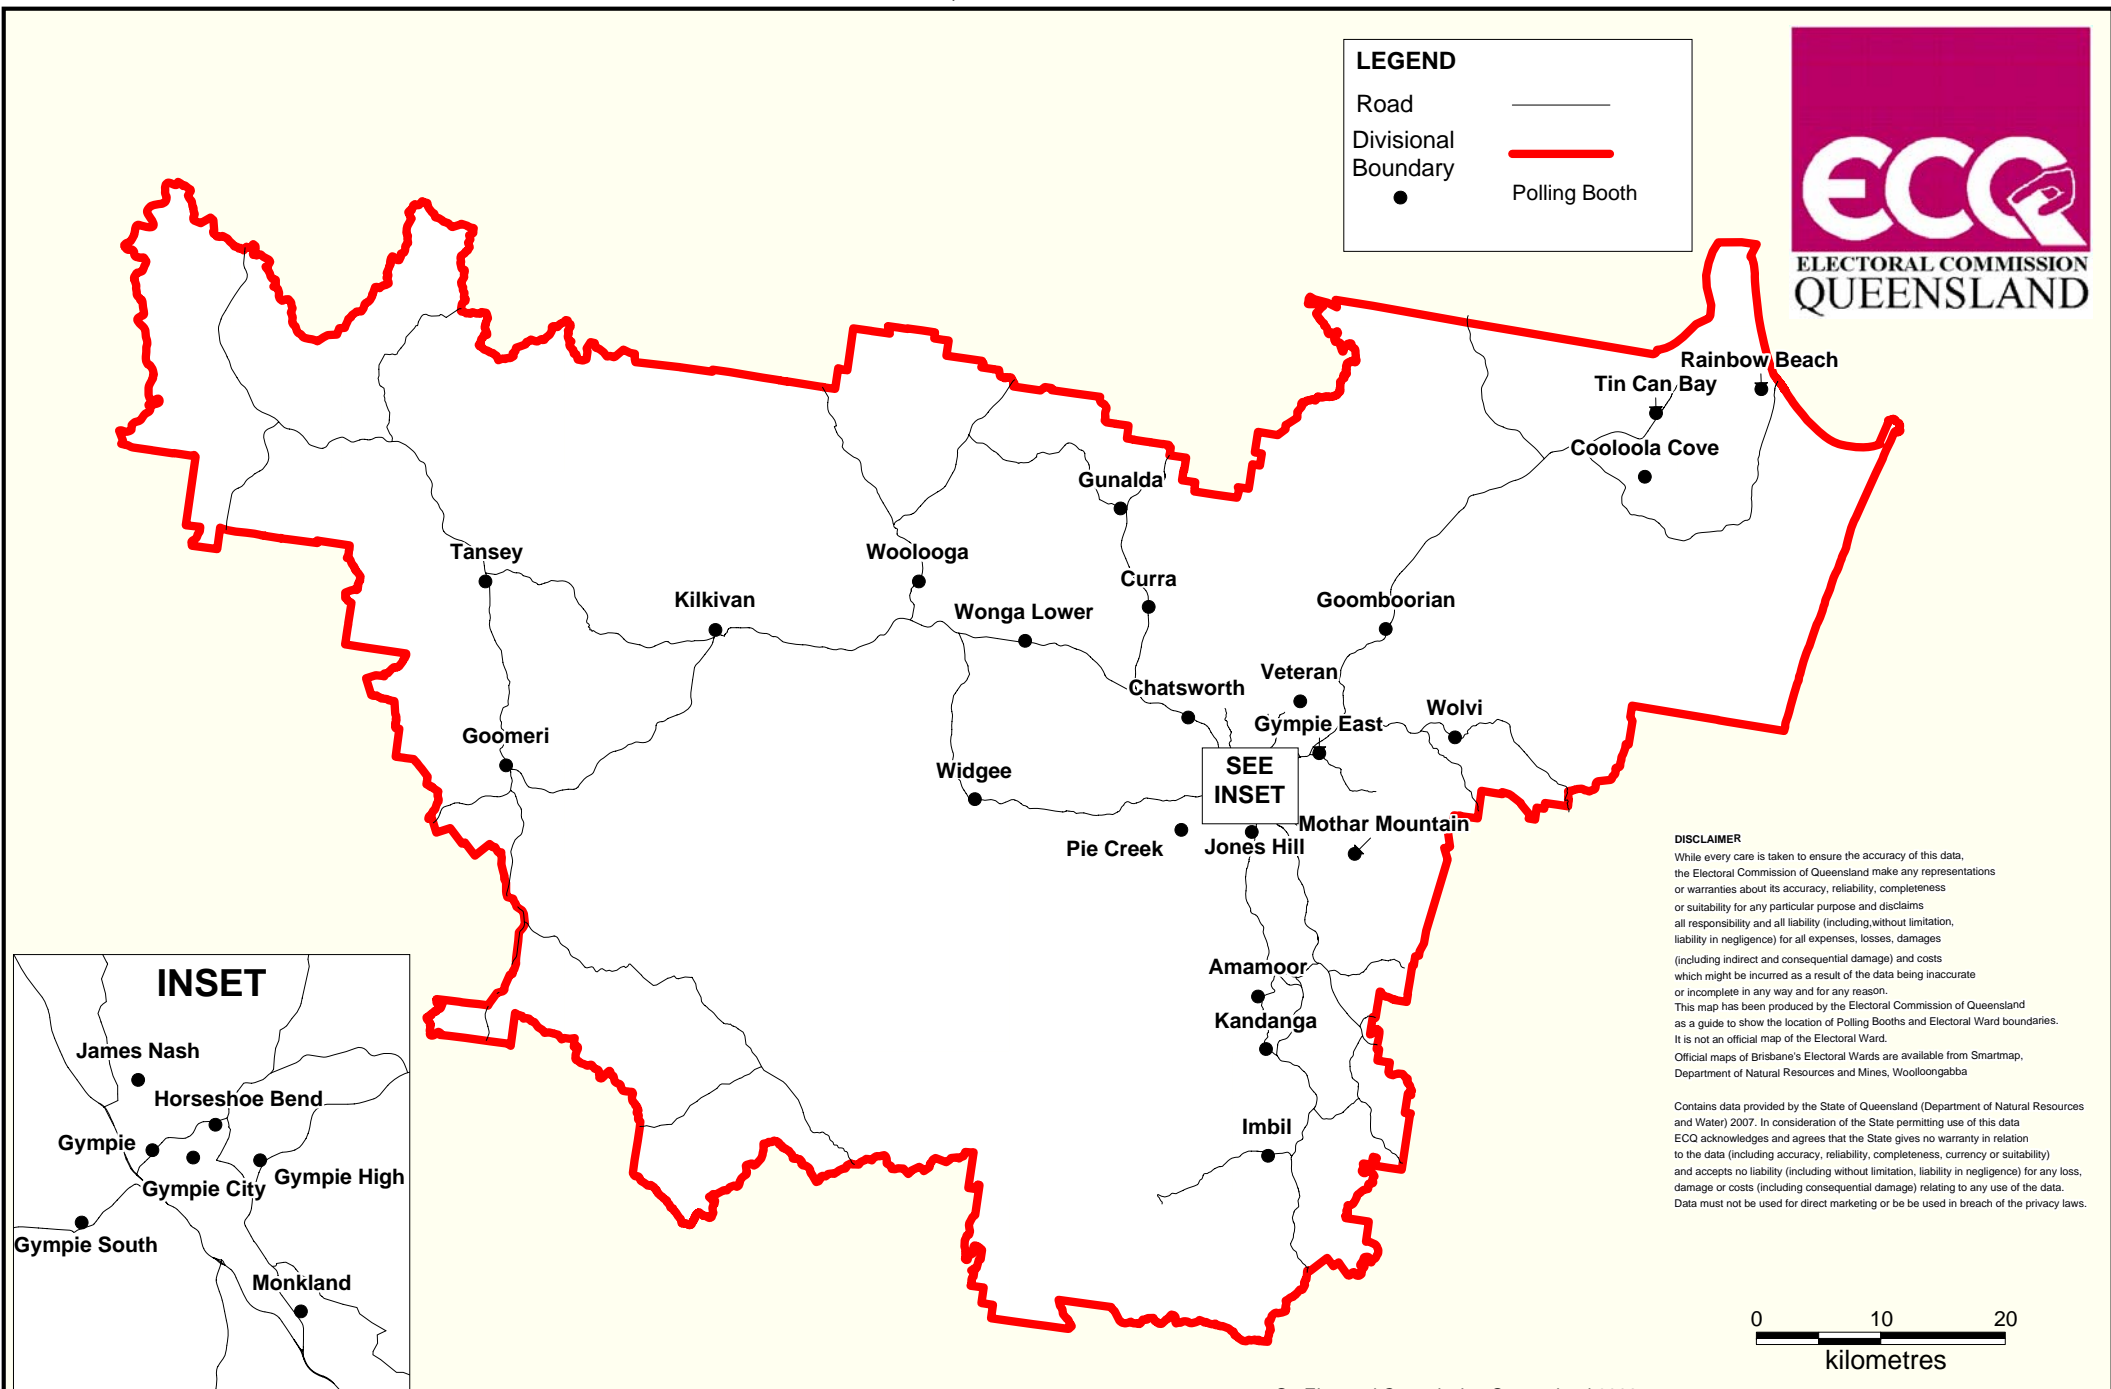 LEGEND
Road
Divisional
Boundary
Polling Booth
ECQ
ELECTORAL COMMISSION
QUEENSLAND
Rainbow Beach
Tin Can Bay
Cooloola Cove
Gunalda
Tansey
Woolooga
Curra
Kilkivan
Wonga Lower
Goomboorian
Veteran
Chatsworth
Wolvi
Gympie East
Goomeri
Widgee
SEE
INSET
Mothar Mountain
Pie Creek
Jones Hill
Amamoor
Kandanga
Imbil
INSET
James Nash
Horseshoe Bend
Gympie
Gympie High
Gympie City
Gympie South
Monkland
DISCLAIMER
While every care is taken to ensure the accuracy of this data,
the Electoral Commission of Queensland make any representations
or warranties about its accuracy, reliability, completeness
or suitability for any particular purpose and disclaims
all responsibility and all liability (including,without limitation,
liability in negligence) for all expenses, losses, damages
(including indirect and consequential damage) and costs
which might be incurred as a result of the data being inaccurate
or incomplete in any way and for any reason.
This map has been produced by the Electoral Commission of Queensland
as a guide to show the location of Polling Booths and Electoral Ward boundaries.
It is not an official map of the Electoral Ward.
Official maps of Brisbane's Electoral Wards are available from Smartmap,
Department of Natural Resources and Mines, Woolloongabba
Contains data provided by the State of Queensland (Department of Natural Resources
and Water) 2007. In consideration of the State permitting use of this data
ECQ acknowledges and agrees that the State gives no warranty in relation
to the data (including accuracy, reliability, completeness, currency or suitability)
and accepts no liability (including without limitation, liability in negligence) for any loss,
damage or costs (including consequential damage) relating to any use of the data.
Data must not be used for direct marketing or be be used in breach of the privacy laws.
0 10 20
kilometres